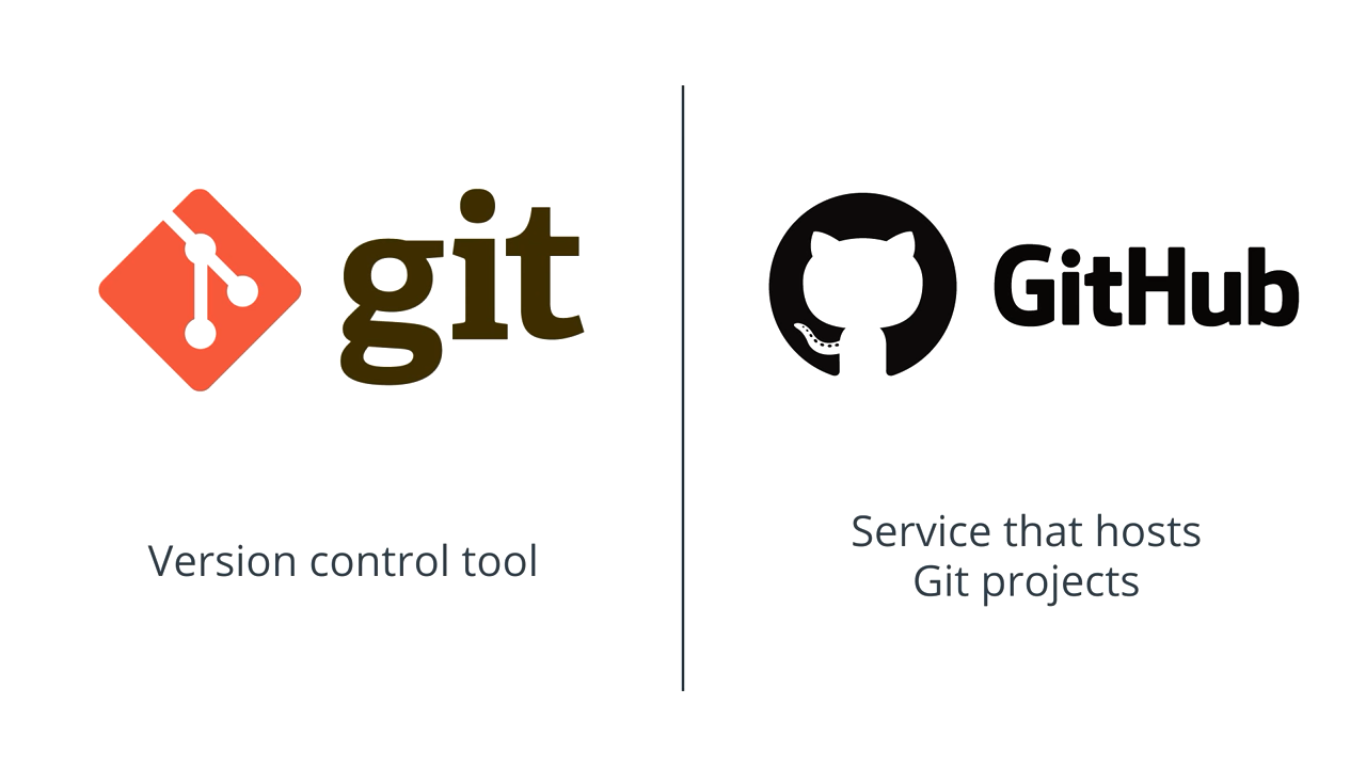 git
Version control tool
GitHub
Service that hosts
Git projects